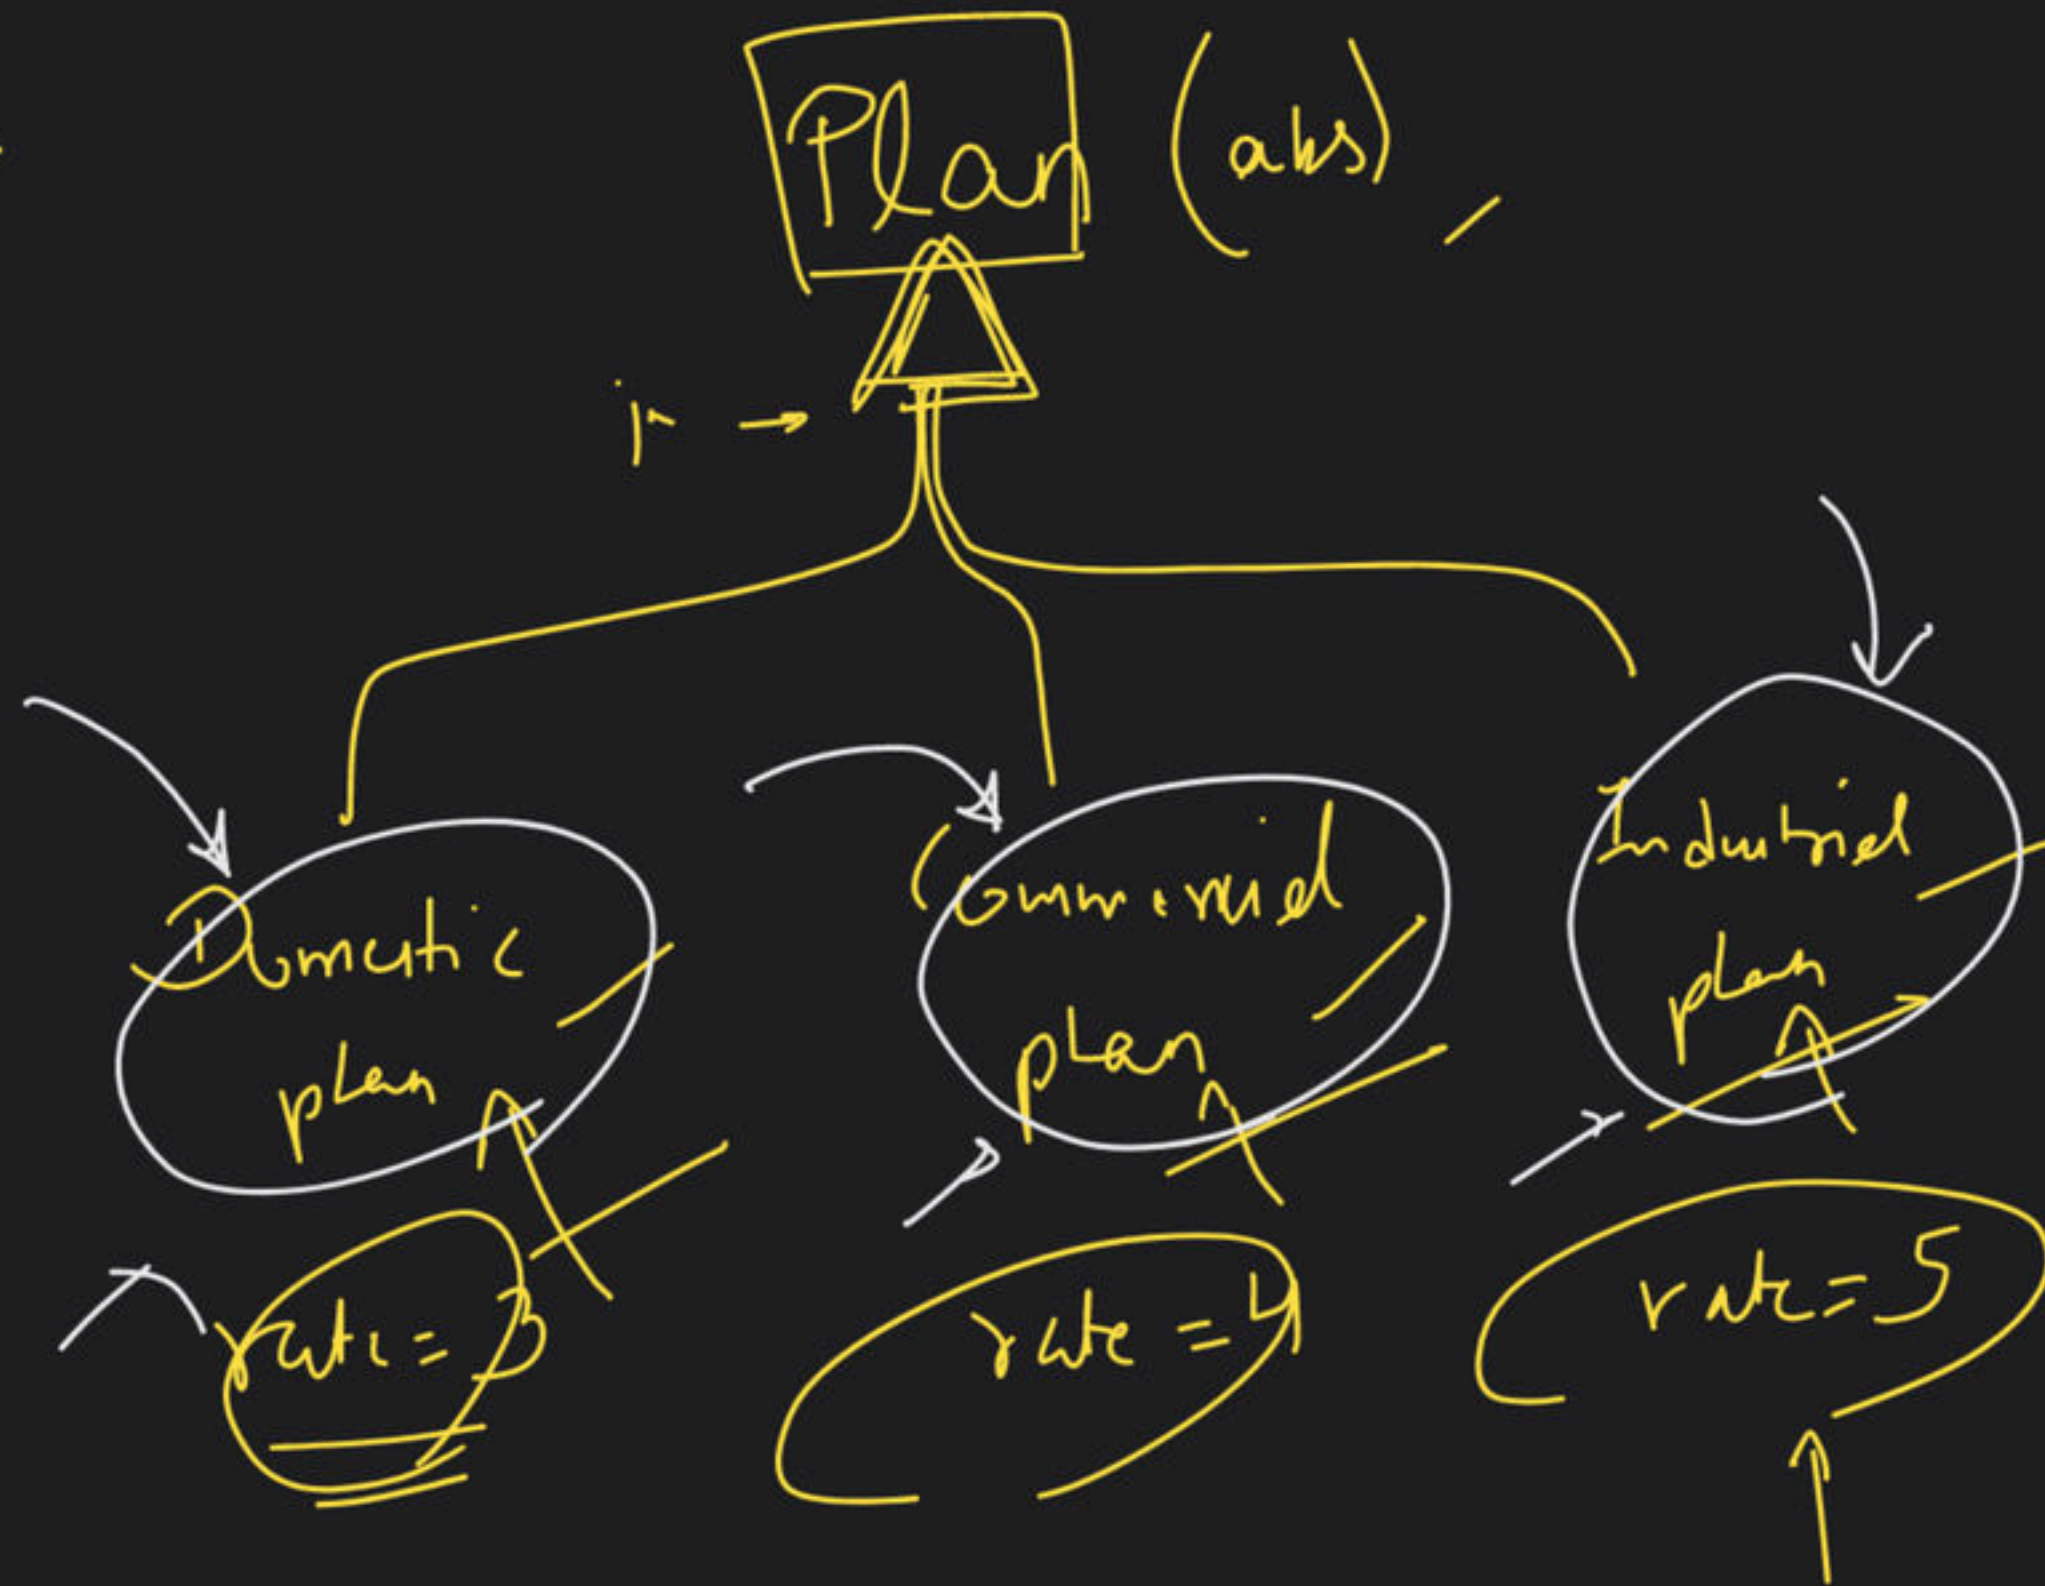 Plan (abs)
Domestic
plan
Commercial
plan
Industrial
plan
rate = 3
rate = 4
rate = 5